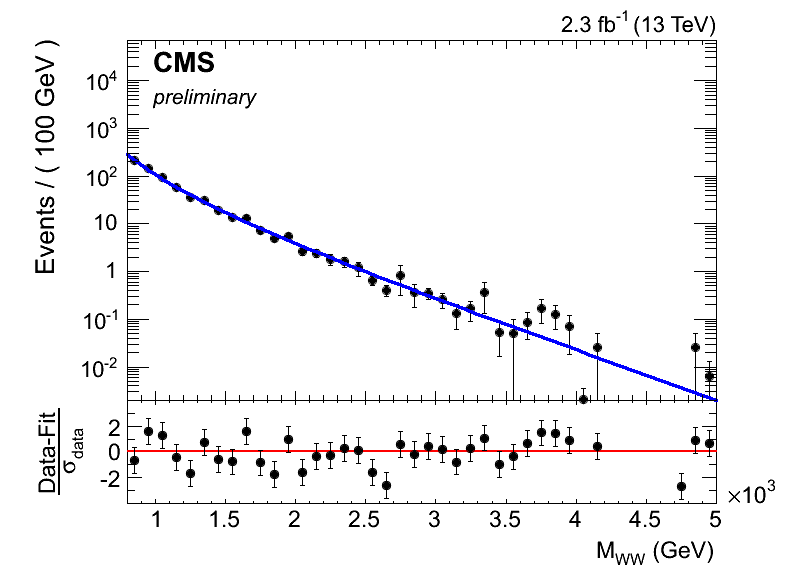 2.3 fb⁻¹ (13 TeV)
CMS
preliminary
Events / ( 100 GeV )
10⁴
10³
10²
10
1
10⁻¹
10⁻²
Data-Fit
σ_data
2
0
-2
1 1.5 2 2.5 3 3.5 4 4.5 5
×10³
M_WW (GeV)